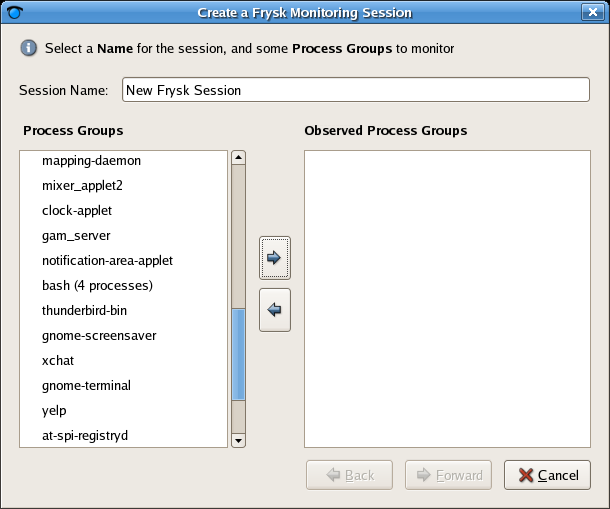 Create a Frysk Monitoring Session
Select a Name for the session, and some Process Groups to monitor
Session Name: New Frysk Session
Process Groups
mapping-daemon
mixer_applet2
clock-applet
gam_server
notification-area-applet
bash (4 processes)
thunderbird-bin
gnome-screensaver
xchat
gnome-terminal
yelp
at-spi-registryd
Observed Process Groups
Back Forward Cancel